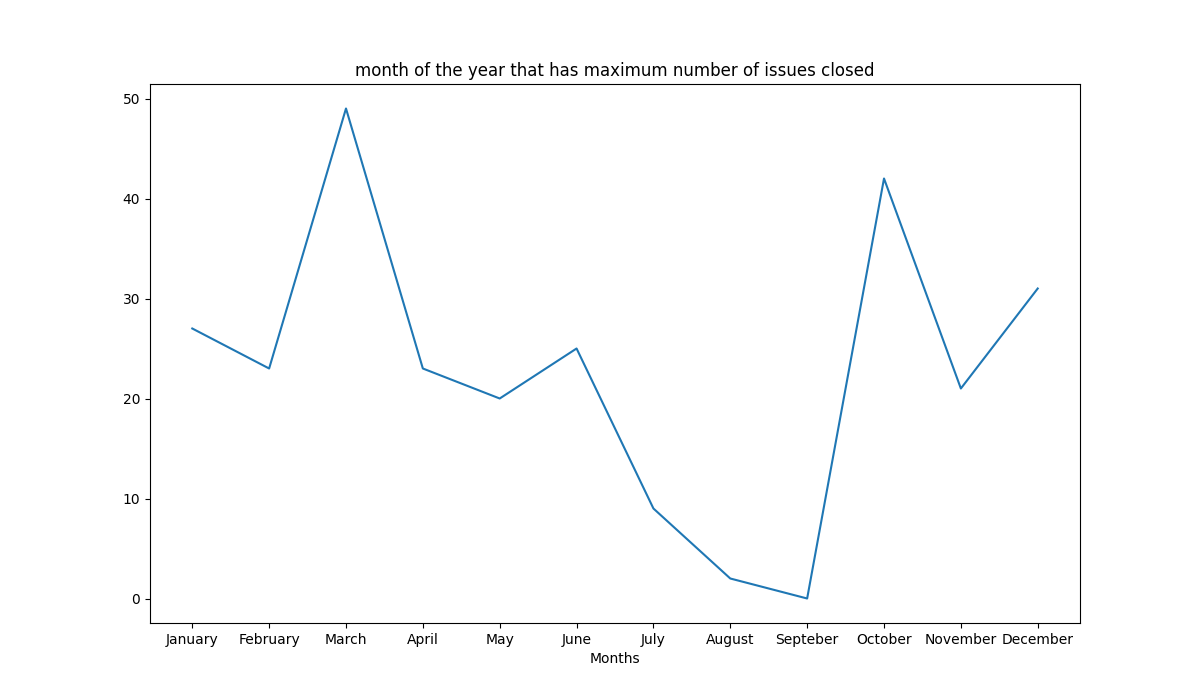 month of the year that has maximum number of issues closed
50
40
30
20
10
0
January February March April May June July August Septeber October November December
Months